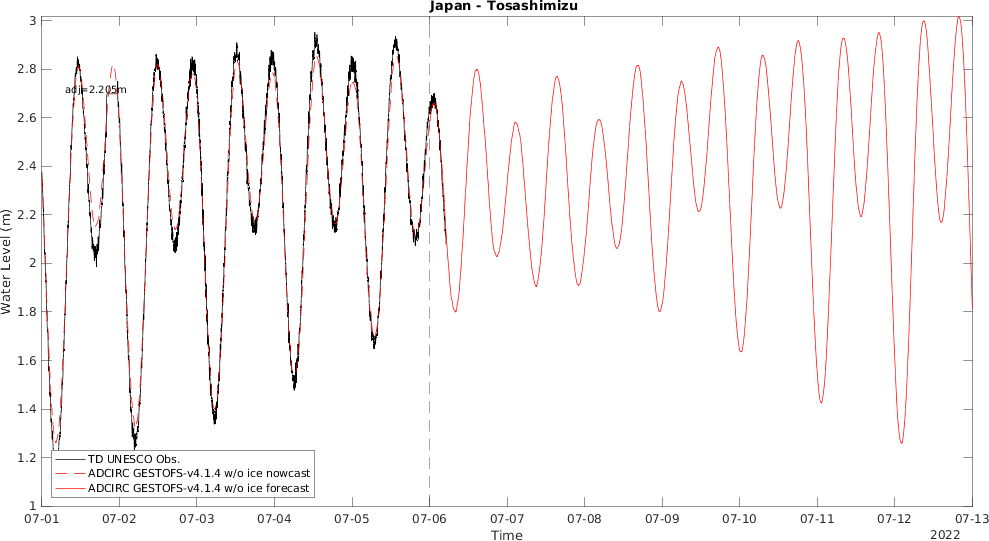 Japan - Tosashimizu
3
2.8
2.6
2.4
2.2
2
1.8
1.6
1.4
1.2
1
Water Level (m)
adj=2.205m
TD UNESCO Obs.
ADCIRC GESTOFS-v4.1.4 w/o ice nowcast
ADCIRC GESTOFS-v4.1.4 w/o ice forecast
07-01 07-02 07-03 07-04 07-05 07-06 07-07 07-08 07-09 07-10 07-11 07-12 07-13
Time
2022